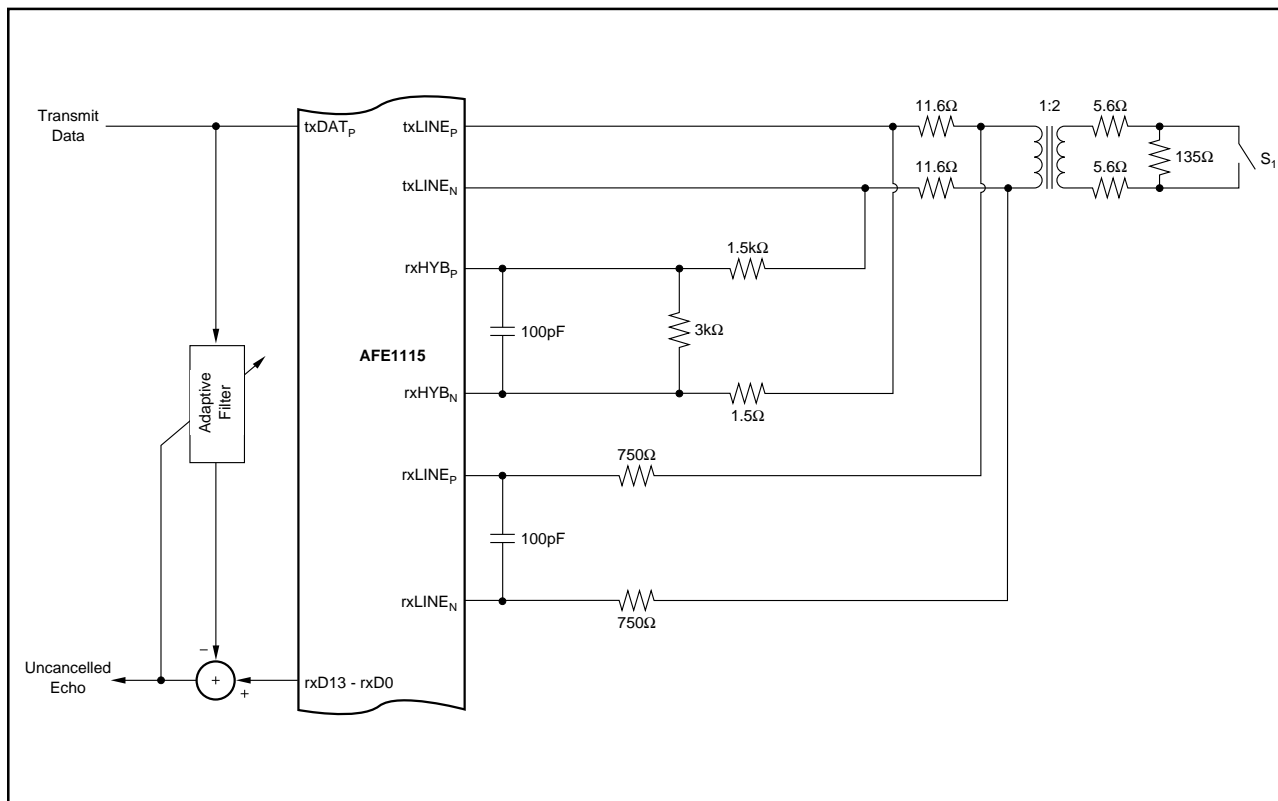 Transmit
Data
txDATP
txLINEP
11.6Ω
1:2
5.6Ω
txLINEN
11.6Ω
5.6Ω
135Ω
S1
rxHYBP
1.5kΩ
100pF
3kΩ
AFE1115
rxHYBN
1.5Ω
Adaptive
Filter
rxLINEP
750Ω
100pF
rxLINEN
750Ω
Uncancelled
Echo
–
+
+
rxD13 - rxD0